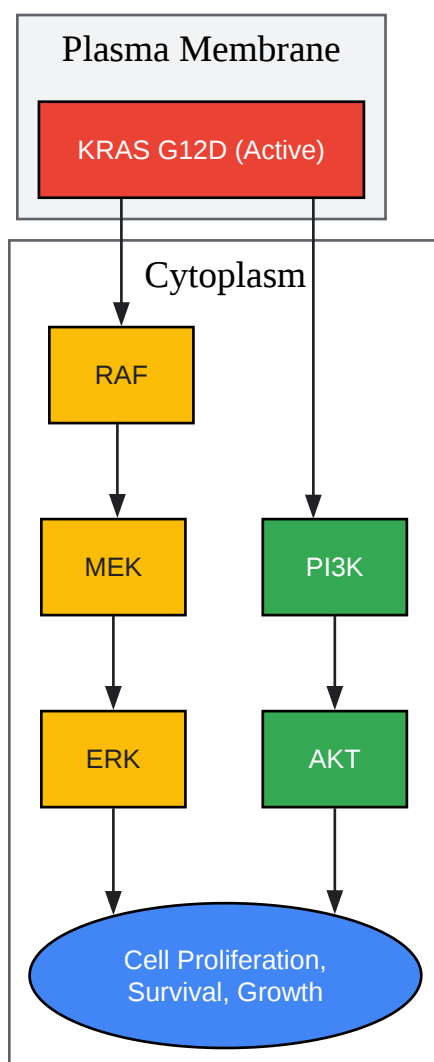 Plasma Membrane
KRAS G12D (Active)
Cytoplasm
RAF
MEK
PI3K
ERK
AKT
Cell Proliferation,
Survival, Growth